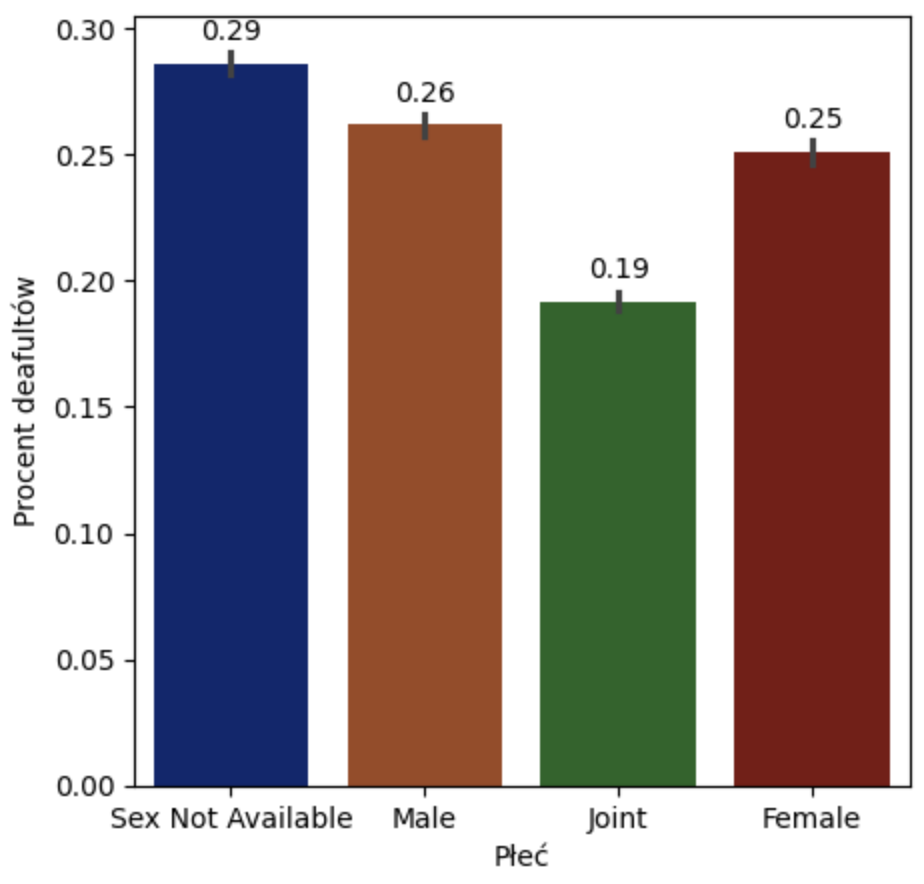 Procent deafultów
0.30
0.25
0.20
0.15
0.10
0.05
0.00
0.29
0.26
0.19
0.25
Sex Not Available
Male
Joint
Female
Płeć